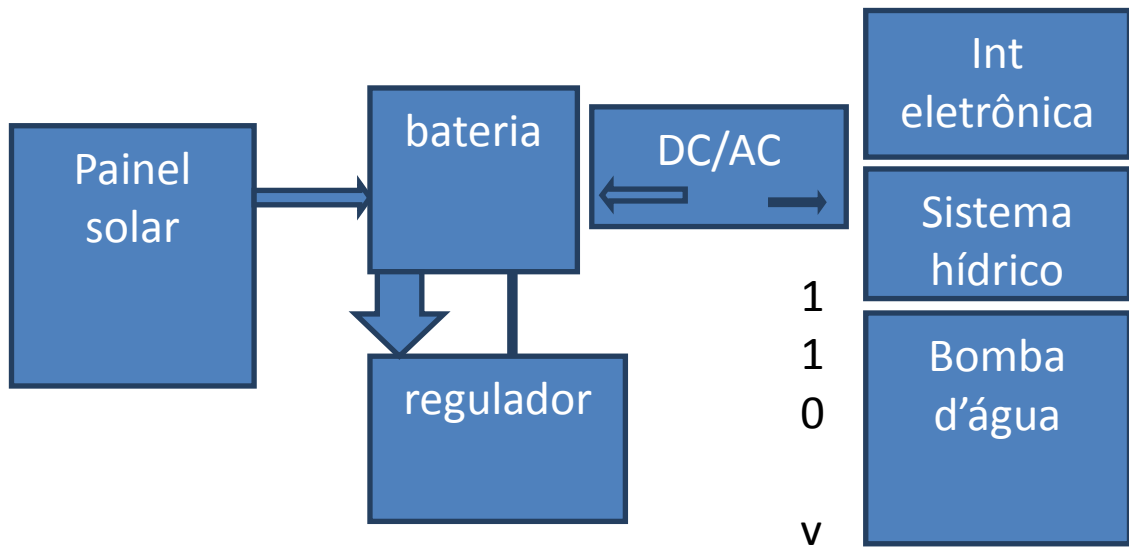 Painel
solar
bateria
regulador
DC/AC
1
1
0
v
Int
eletrônica
Sistema
hídrico
Bomba
d’água